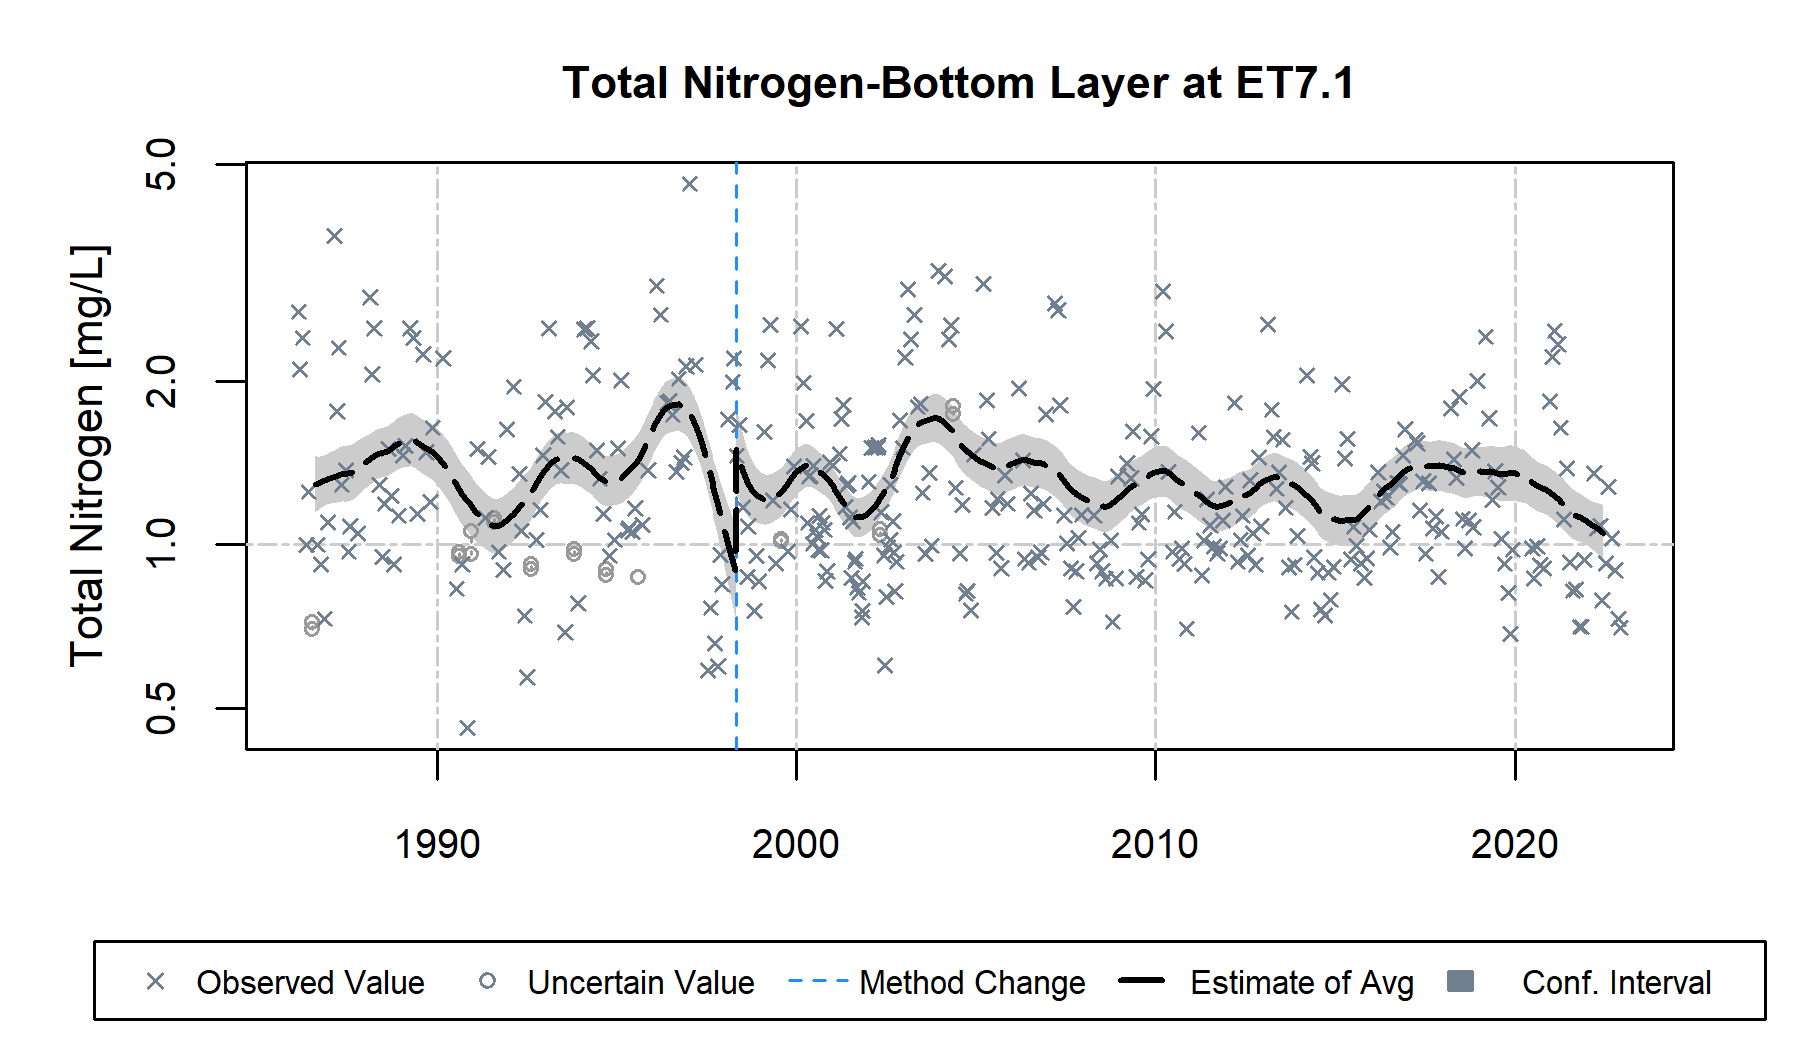 Total Nitrogen-Bottom Layer at ET7.1
Total Nitrogen [mg/L]
5.0
2.0
1.0
0.5
1990 2000 2010 2020
Observed Value Uncertain Value Method Change Estimate of Avg Conf. Interval